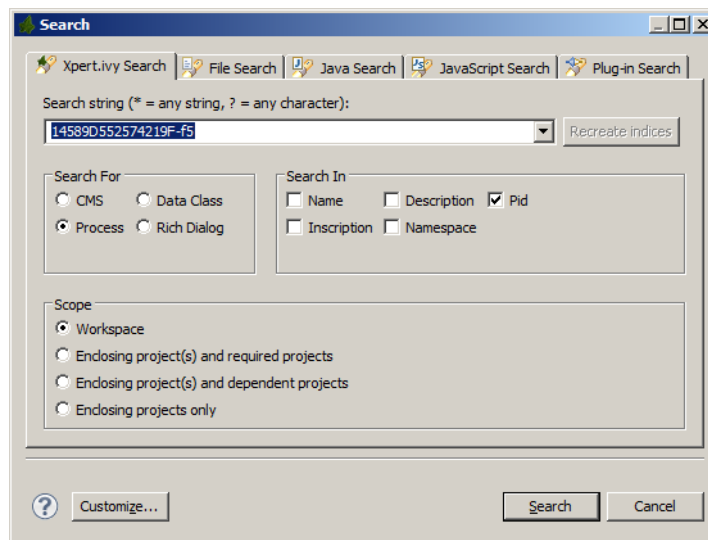 Search
Xpert.ivy Search File Search Java Search JavaScript Search Plug-in Search
Search string (* = any string, ? = any character):
14589D552574219F-f5 Recreate indices
Search For Search In
CMS Data Class Name Description Pid
Process Rich Dialog Inscription Namespace
Scope
Workspace
Enclosing project(s) and required projects
Enclosing project(s) and dependent projects
Enclosing projects only
? Customize... Search Cancel